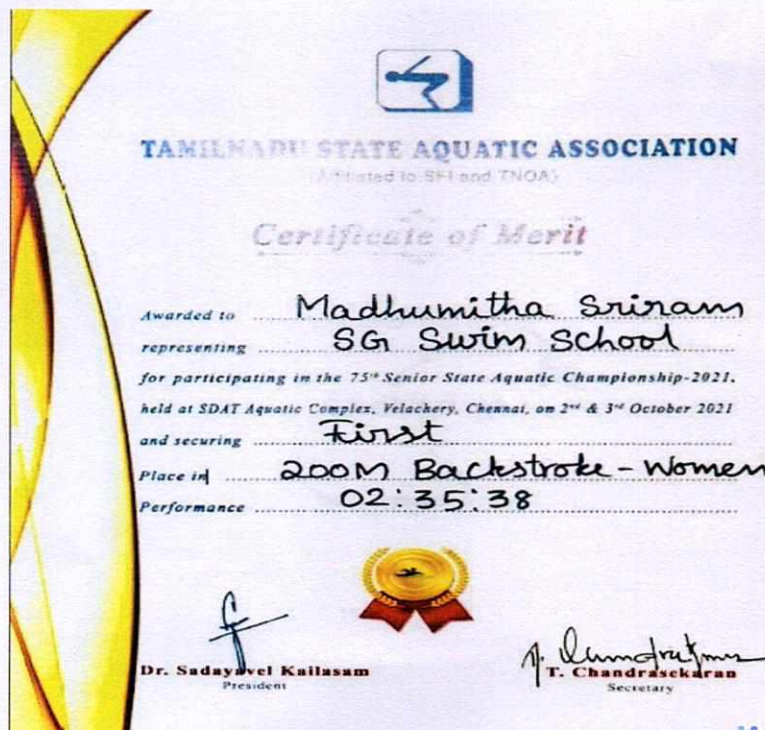 TAMILNADU STATE AQUATIC ASSOCIATION
(Affiliated to SFI and TNOA)
Certificate of Merit
Awarded to Madhumitha Sriram
representing SG Swim School
for participating in the 75th Senior State Aquatic Championship-2021,
held at SDAT Aquatic Complex, Velachery, Chennai, on 2nd & 3rd October 2021
and securing First
Place in 200M Backstroke - Women
Performance 02:35:38
Dr. Sadayavel Kailasam
President
T. Chandrasekaran
Secretary